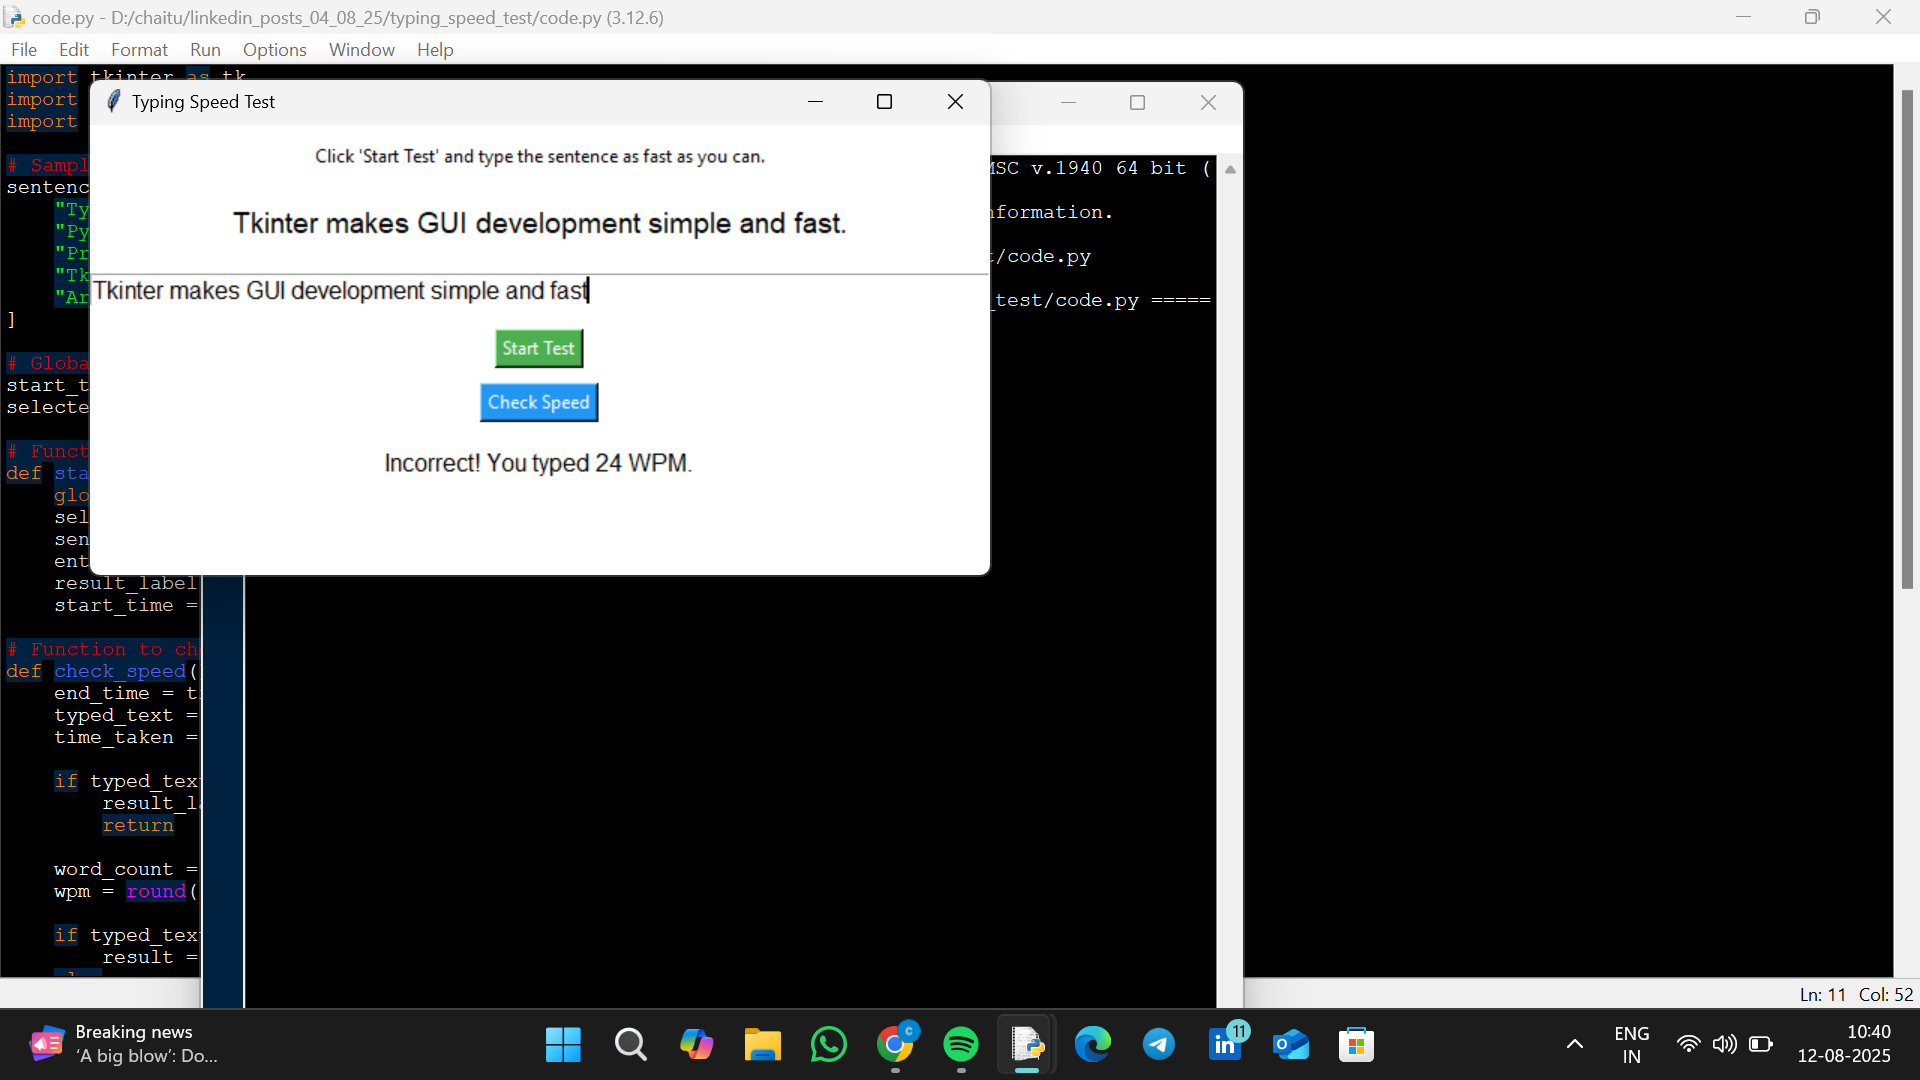 code.py - D:/chaitu/linkedin_posts_04_08_25/typing_speed_test/code.py (3.12.6)
File Edit Format Run Options Window Help
import tkinter as tk
import
import
# Sampl
sentenc
"Ty
"Py
"Pr
"Tk
"Ar
]
# Globa
start_t
selecte
# Funct
def sta
glo
sel
sen
ent
result_label
start_time =
# Function to ch
def check_speed(
end_time = t
typed_text =
time_taken =
if typed_tex
result_l
return
word_count =
wpm = round(
if typed_tex
result =
Typing Speed Test
Click 'Start Test' and type the sentence as fast as you can.
Tkinter makes GUI development simple and fast.
Tkinter makes GUI development simple and fast
Start Test
Check Speed
Incorrect! You typed 24 WPM.
MSC v.1940 64 bit (
nformation.
t/code.py
_test/code.py =====
Ln: 11 Col: 52
Breaking news
'A big blow': Do...
C
11
ENG
IN
10:40
12-08-2025